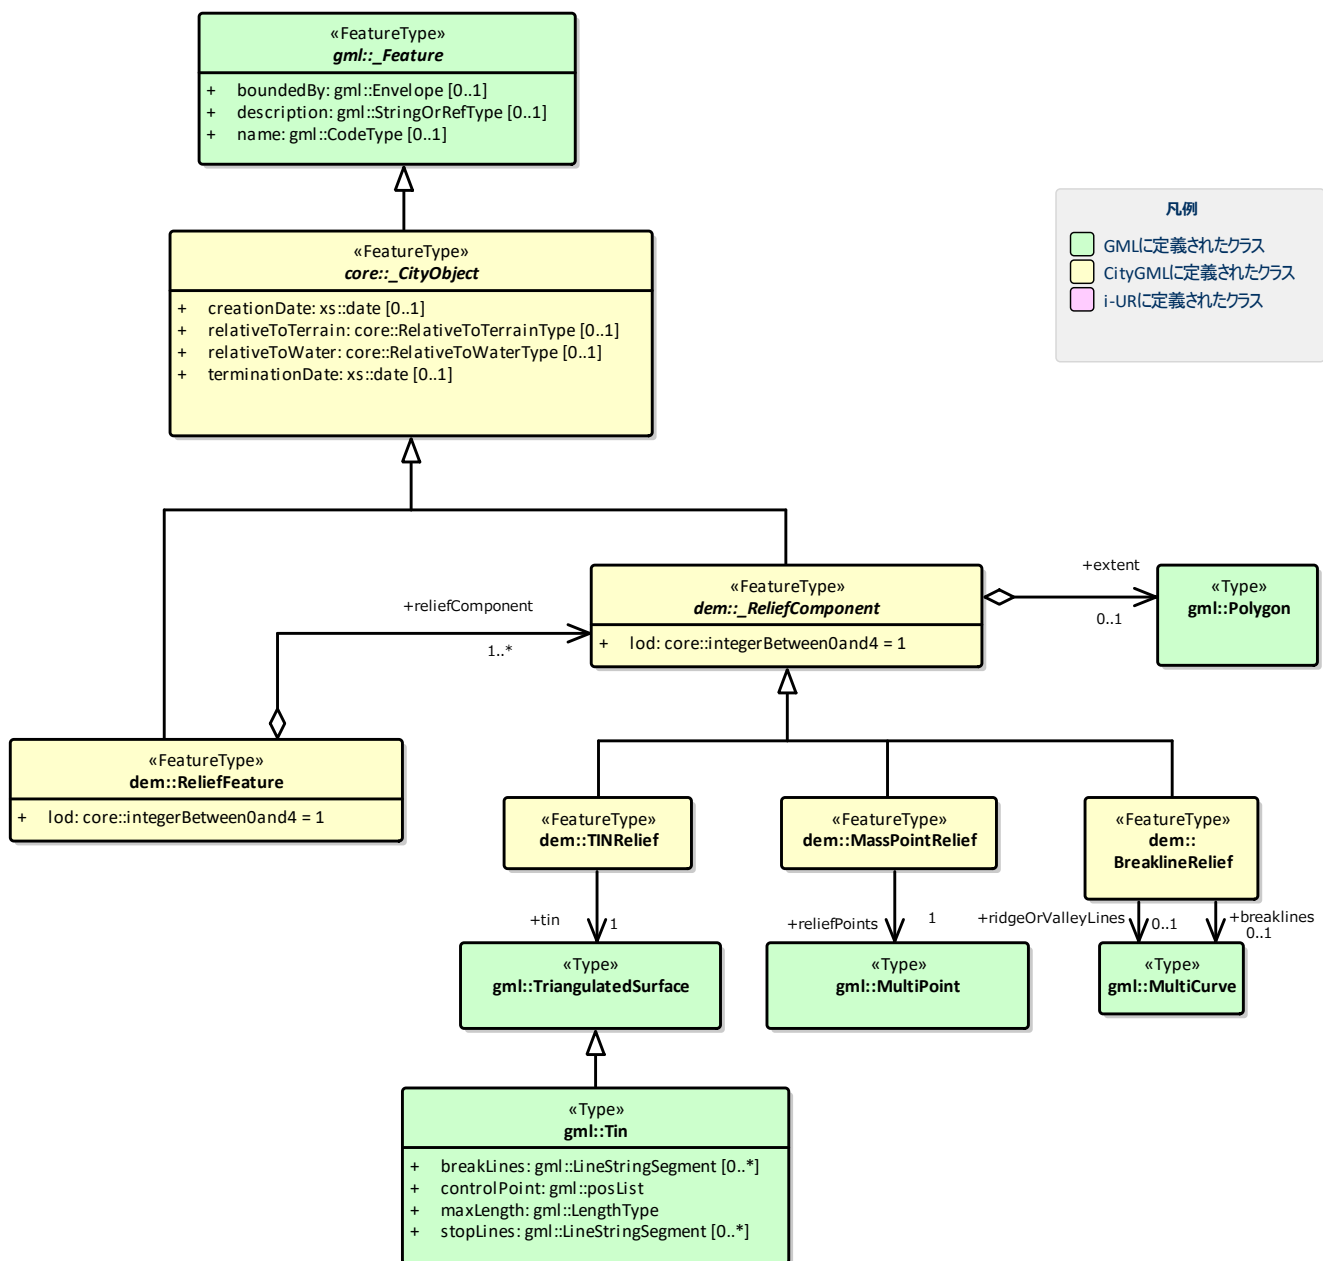 «FeatureType»
gml::_Feature
+ boundedBy: gml::Envelope [0..1]
+ description: gml::StringOrRefType [0..1]
+ name: gml::CodeType [0..1]
凡例
GMLに定義されたクラス
CityGMLに定義されたクラス
i-URに定義されたクラス
«FeatureType»
core::_CityObject
+ creationDate: xs::date [0..1]
+ relativeToTerrain: core::RelativeToTerrainType [0..1]
+ relativeToWater: core::RelativeToWaterType [0..1]
+ terminationDate: xs::date [0..1]
+reliefComponent
1..*
«FeatureType»
dem::_ReliefComponent
+ lod: core::integerBetween0and4 = 1
+extent
0..1
«Type»
gml::Polygon
«FeatureType»
dem::ReliefFeature
+ lod: core::integerBetween0and4 = 1
«FeatureType»
dem::TINRelief
«FeatureType»
dem::MassPointRelief
«FeatureType»
dem::
BreaklineRelief
+tin
1
+reliefPoints
1
+ridgeOrValleyLines
0..1
+breaklines
0..1
«Type»
gml::TriangulatedSurface
«Type»
gml::MultiPoint
«Type»
gml::MultiCurve
«Type»
gml::Tin
+ breakLines: gml::LineStringSegment [0..*]
+ controlPoint: gml::posList
+ maxLength: gml::LengthType
+ stopLines: gml::LineStringSegment [0..*]